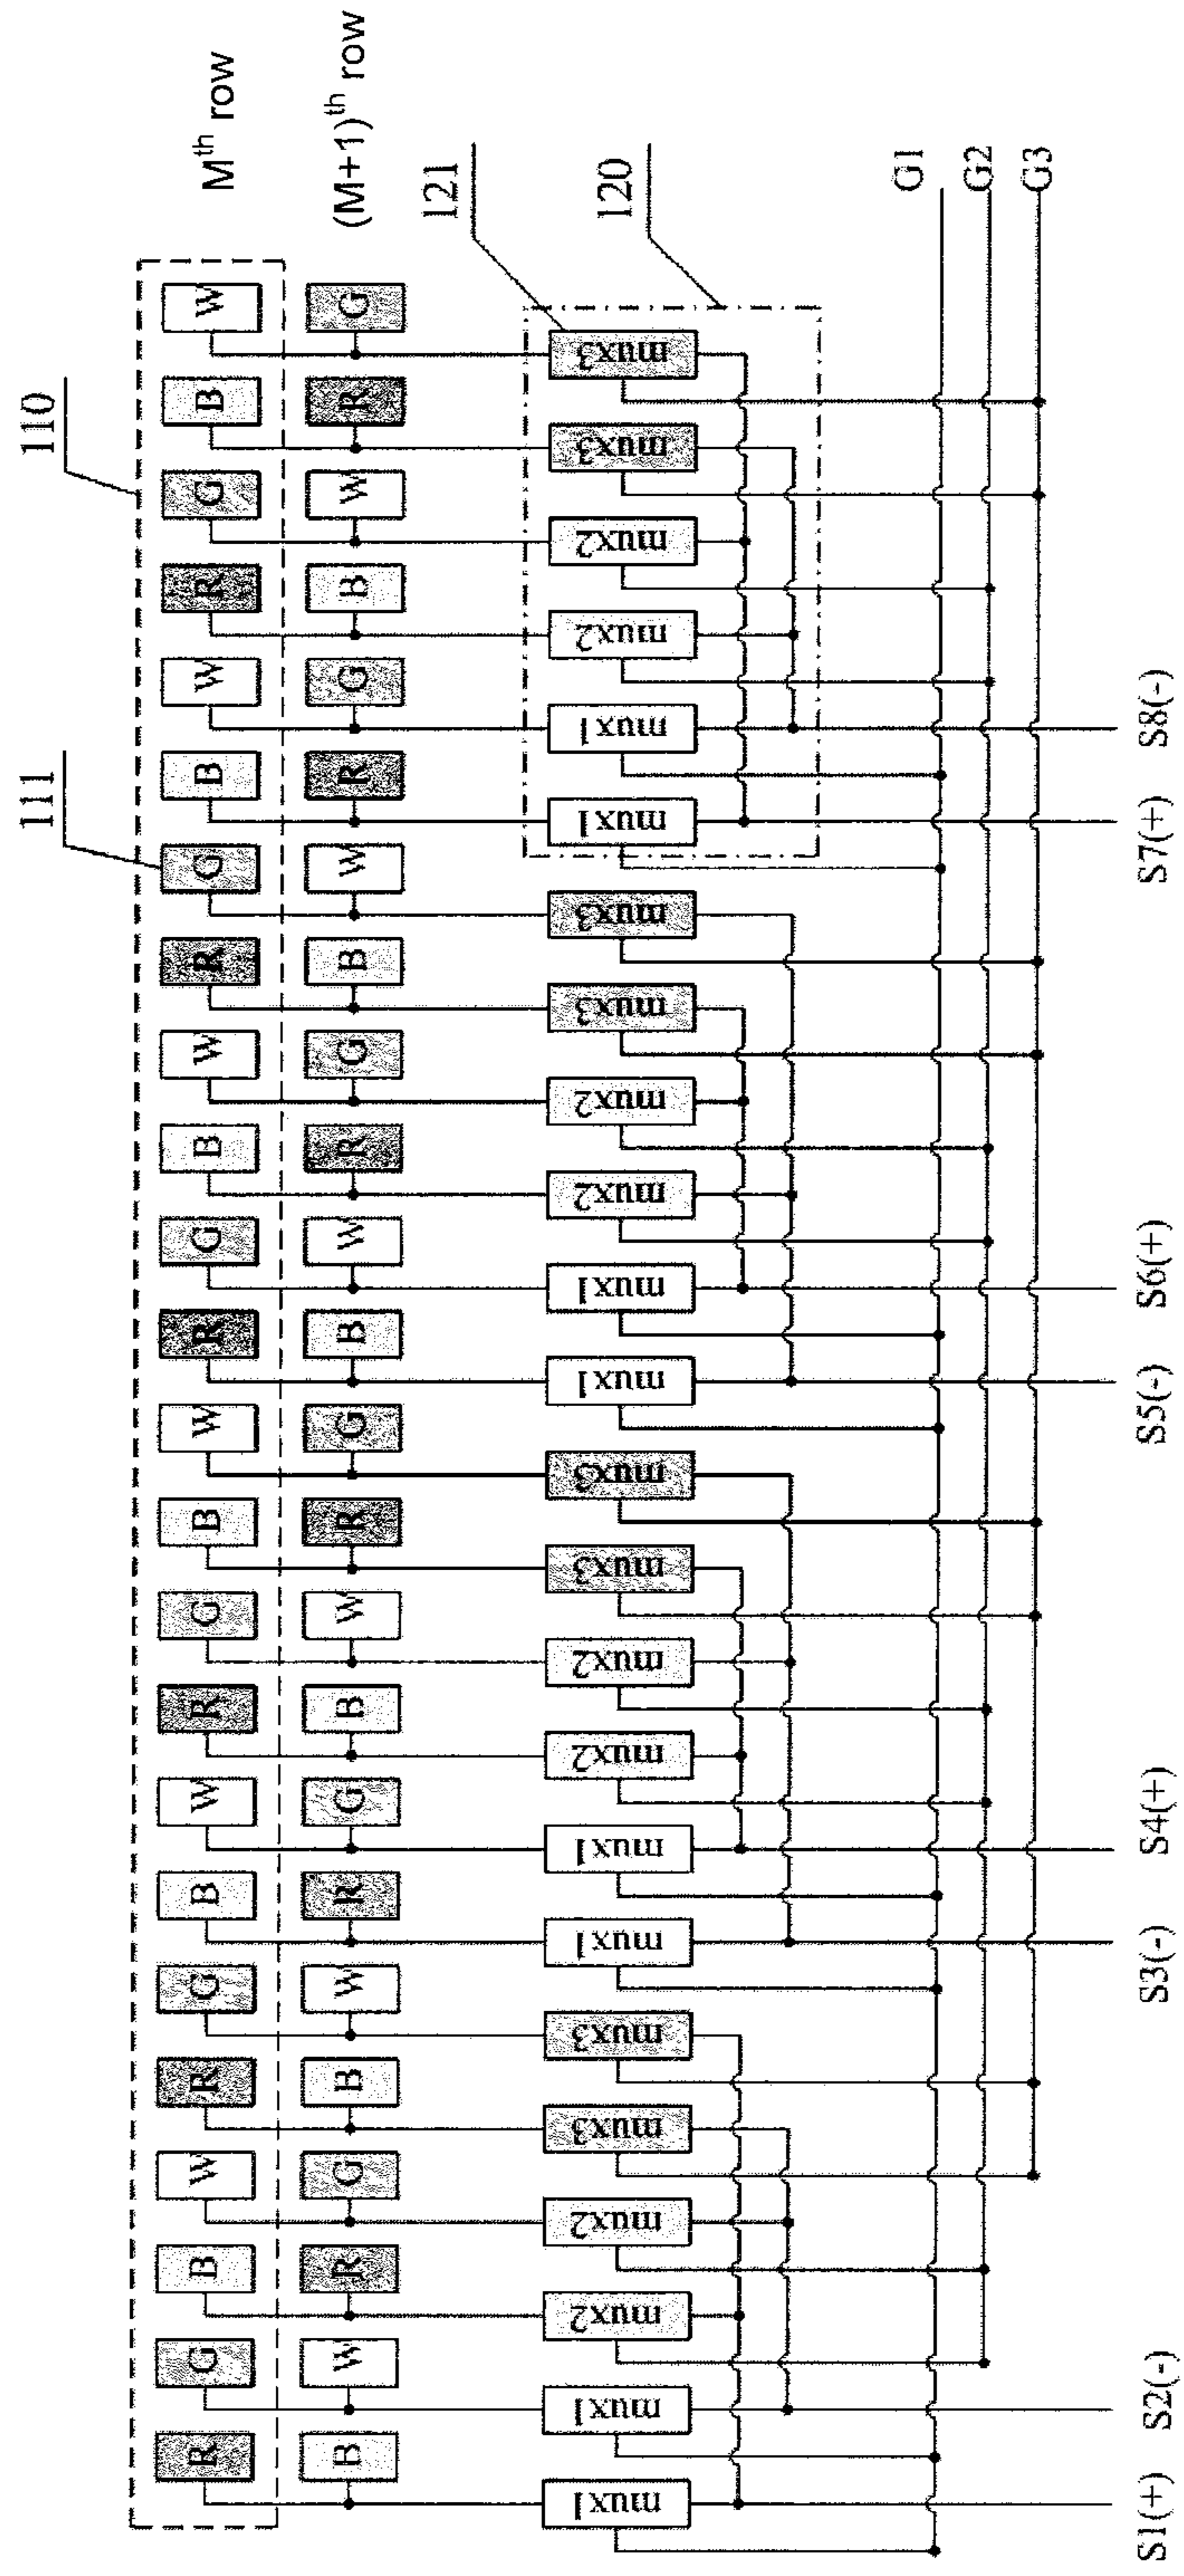 111 110
R G B W R G B W R G B W R G B W R G B W R G B W Mth row
B W R G B W R G B W R G B W R G B W R G B W R G (M+1)th row
121
mux1 mux1 mux2 mux2 mux3 mux3 mux1 mux1 mux2 mux2 mux3 mux3 mux1 mux1 mux2 mux2 mux3 mux3 mux1 mux1 mux2 mux2 mux3 mux3
120
G1
G2
G3
S1(+) S2(-) S3(-) S4(+) S5(-) S6(+) S7(+) S8(-)